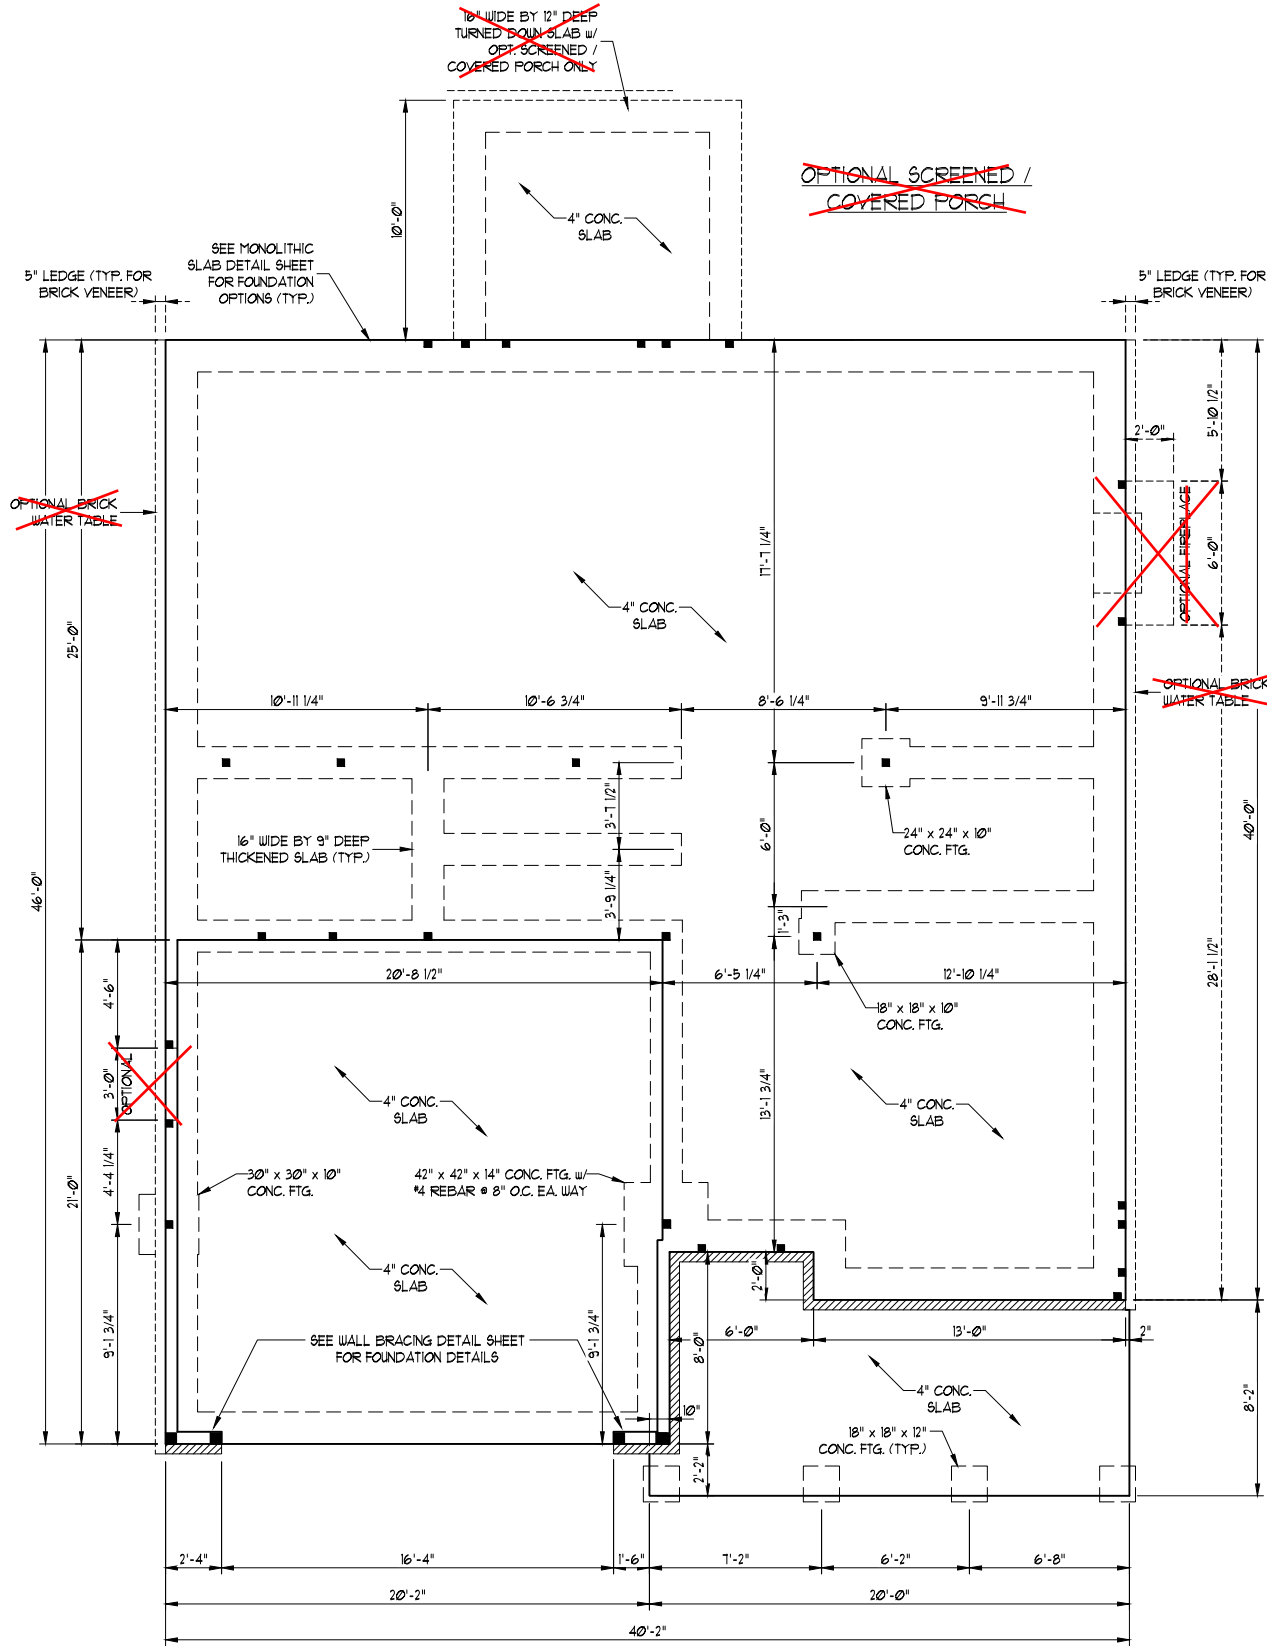 16" WIDE BY 12" DEEP
TURNED DOWN SLAB w/
OPT. SCREENED /
COVERED PORCH ONLY
OPTIONAL SCREENED /
COVERED PORCH
10'-0"
4" CONC.
SLAB
SEE MONOLITHIC
SLAB DETAIL SHEET
FOR FOUNDATION
OPTIONS (TYP.)
5" LEDGE (TYP. FOR
BRICK VENEER)
5" LEDGE (TYP. FOR
BRICK VENEER)
5'-10 1/2"
2'-0"
OPTIONAL BRICK
WATER TABLE
17'-7 1/4"
OPTIONAL FIREPLACE
6'-0"
4" CONC.
SLAB
25'-0"
OPTIONAL BRICK
WATER TABLE
10'-11 1/4"
10'-6 3/4"
8'-6 1/4"
9'-11 3/4"
3'-7 1/2"
6'-0"
40'-0"
16" WIDE BY 9" DEEP
THICKENED SLAB (TYP.)
24" x 24" x 10"
CONC. FTG.
46'-0"
3'-9 1/4"
1'-3"
4'-6"
20'-8 1/2"
6'-5 1/4"
12'-10 1/4"
28'-1 1/2"
18" x 18" x 10"
CONC. FTG.
3'-0"
OPTIONAL
4" CONC.
SLAB
13'-1 3/4"
4" CONC.
SLAB
4'-4 1/4"
21'-0"
30" x 30" x 10"
CONC. FTG.
42" x 42" x 14" CONC. FTG. w/
#4 REBAR @ 8" O.C. EA. WAY
4" CONC.
SLAB
2'-0"
9'-1 3/4"
SEE WALL BRACING DETAIL SHEET
FOR FOUNDATION DETAILS
9'-1 3/4"
8'-0"
6'-0"
13'-0"
2"
4" CONC.
SLAB
8'-2"
10"
18" x 18" x 12"
CONC. FTG. (TYP.)
2'-2"
2'-4"
16'-4"
1'-6"
7'-2"
6'-2"
6'-8"
20'-2"
20'-0"
40'-2"